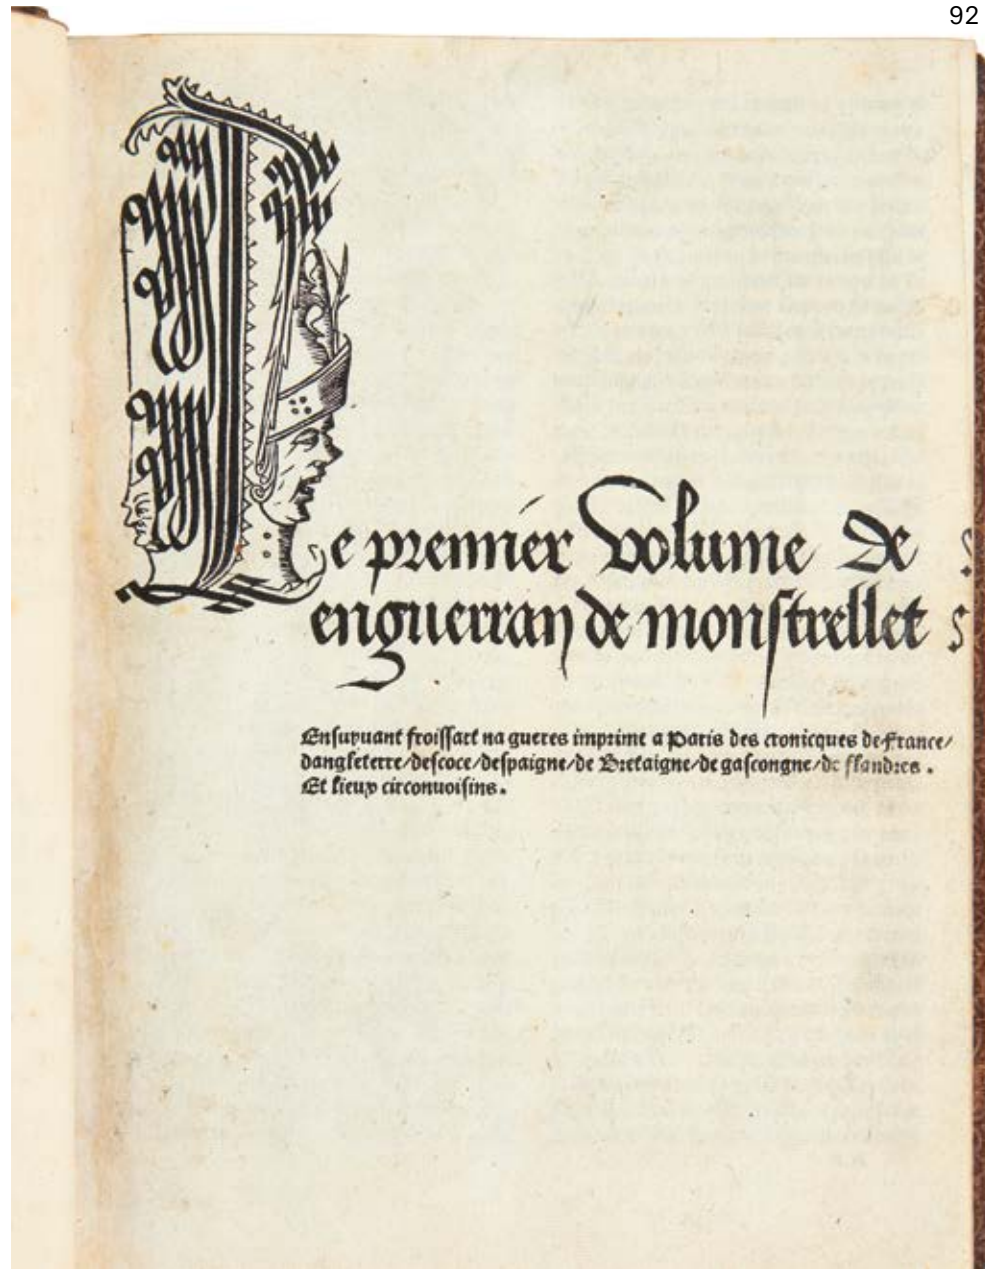 92
Le premier volume de
enguerran de monstrellet
Ensuyuant froissart na gueres imprime a Paris des cronicques de france/
dangleterre/descoce/despaigne/de Bretaigne/de gascongne/de flandres.
Et lieux circonuoisins.